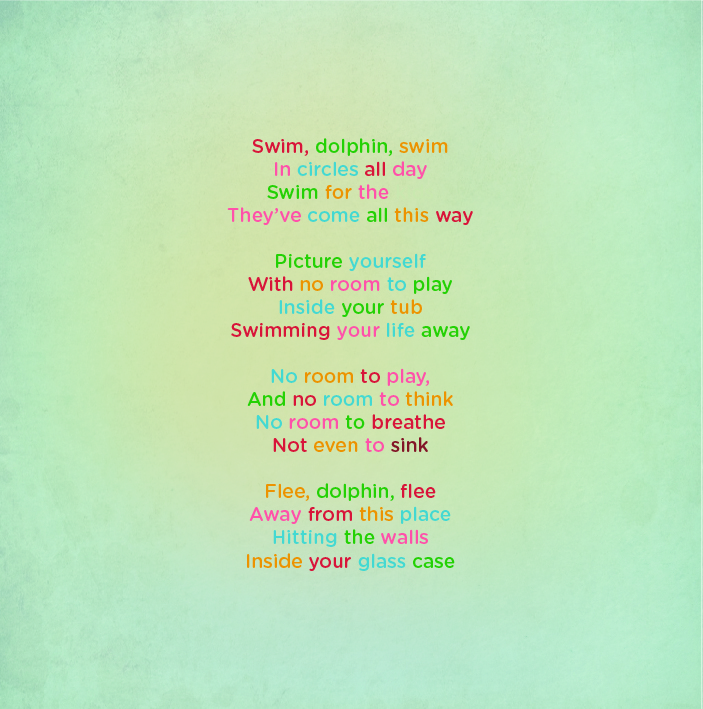 Swim, dolphin, swim
In circles all day
Swim for the
They've come all this way
Picture yourself
With no room to play
Inside your tub
Swimming your life away
No room to play,
And no room to think
No room to breathe
Not even to sink
Flee, dolphin, flee
Away from this place
Hitting the walls
Inside your glass case